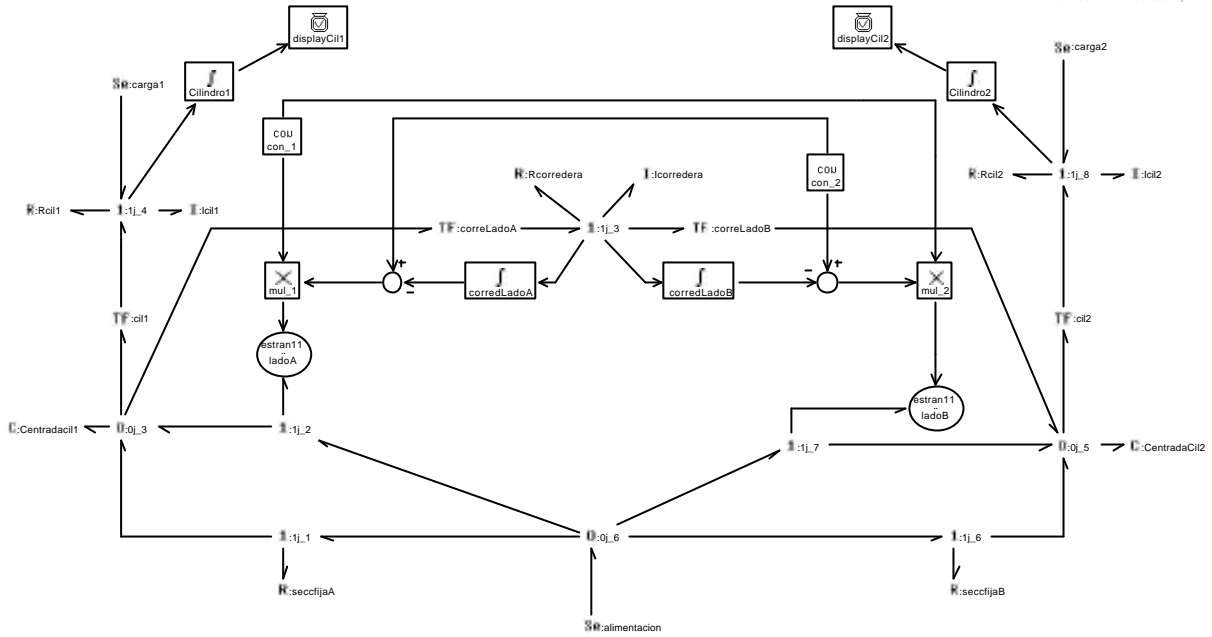 displayCil1
displayCil2
Se:carga2
Se:carga1
∫
Cilindro1
∫
Cilindro2
con_1
con_2
R:Rcorredera
I:Icorredera
R:Rcil1
1:1j_4
I:Icil1
R:Rcil2
1:1j_8
I:Icil2
TF:correLadoA
1:1j_3
TF:correLadoB
mul_1
+
-
∫
corredLadoA
∫
corredLadoB
-
+
mul_2
TF:cil1
TF:cil2
estran11
ladoA
estran11
ladoB
C:Centradacil1
0:0j_3
1:1j_2
1:1j_7
0:0j_5
C:CentradaCil2
1:1j_1
0:0j_6
1:1j_6
R:seccfijaA
R:seccfijaB
Se:alimentacion